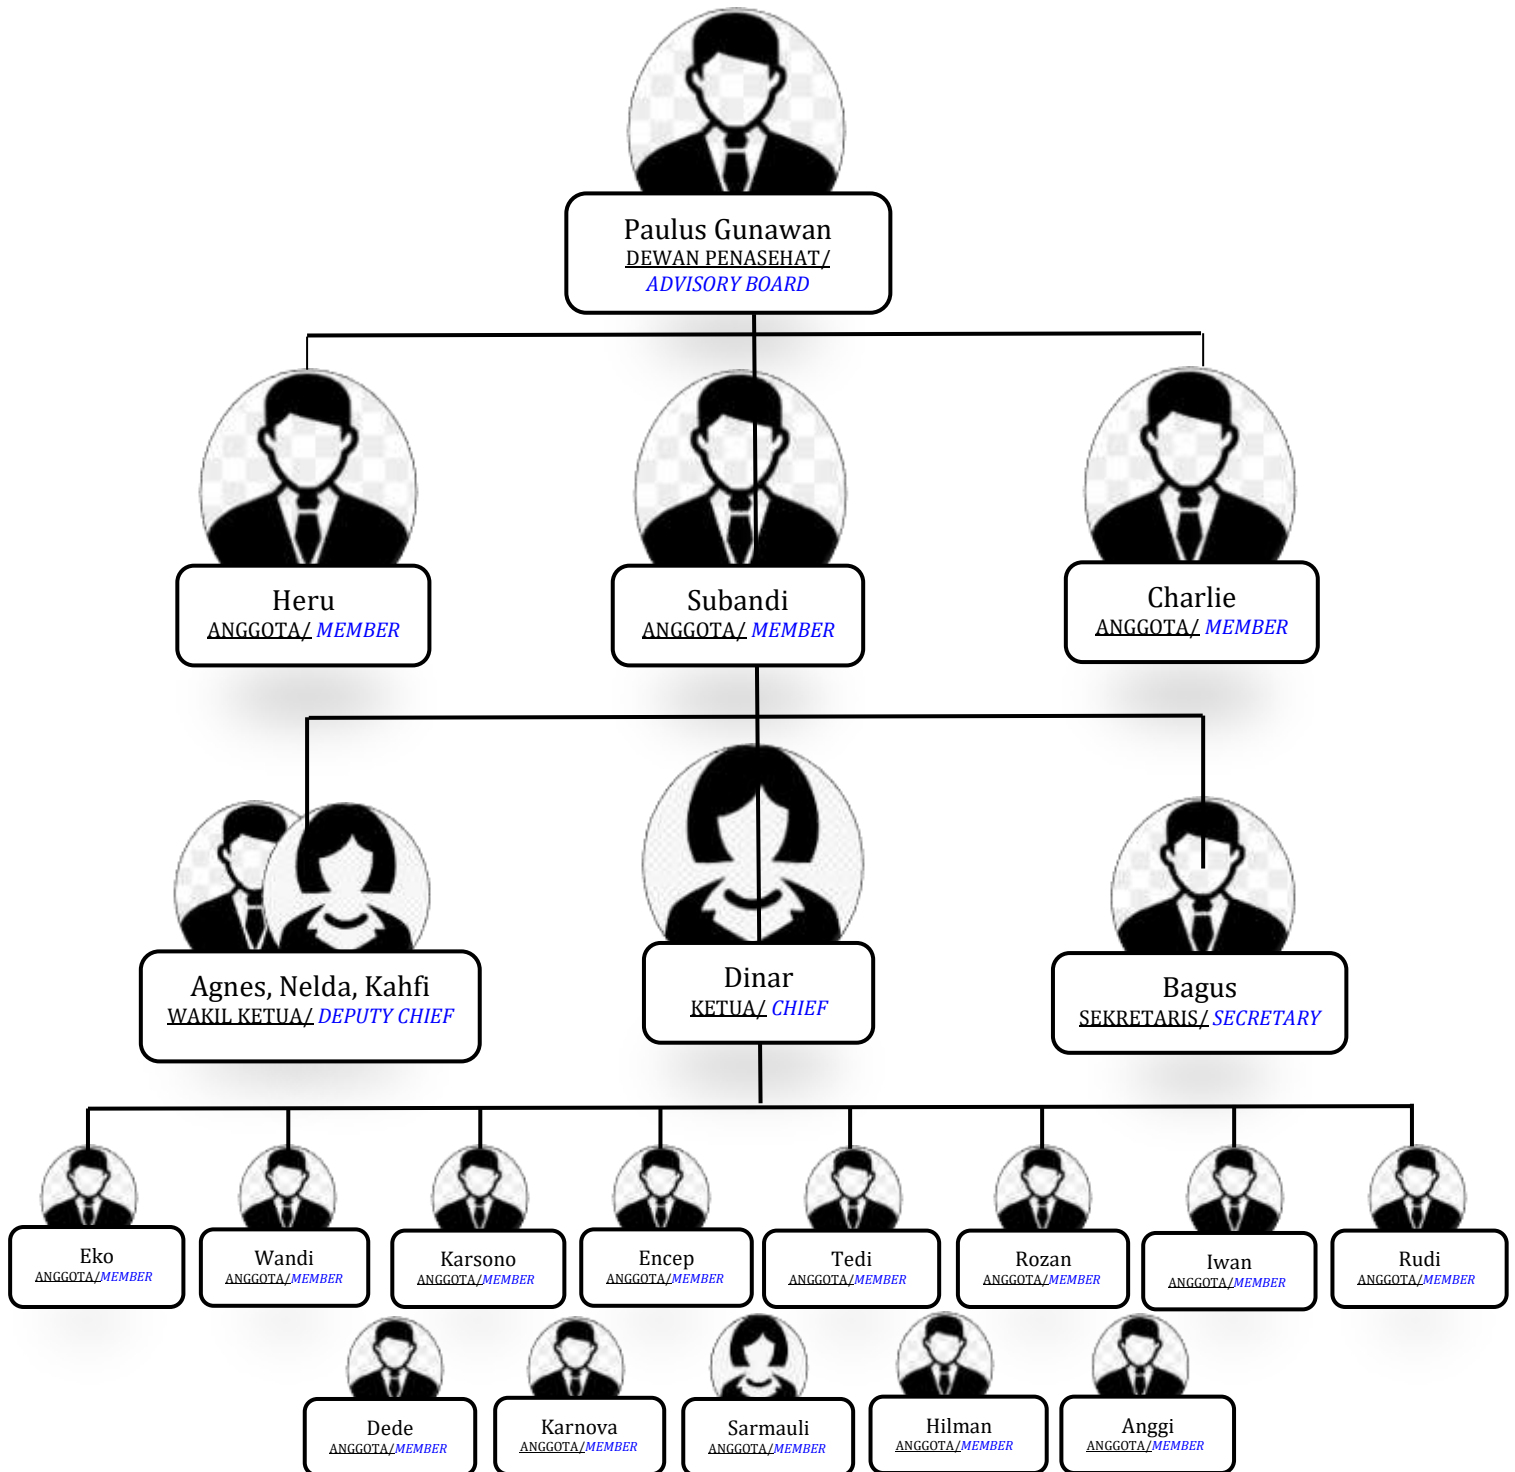 Paulus Gunawan
DEWAN PENASEHAT/
ADVISORY BOARD
Heru
ANGGOTA/ MEMBER
Subandi
ANGGOTA/ MEMBER
Charlie
ANGGOTA/ MEMBER
Agnes, Nelda, Kahfi
WAKIL KETUA/ DEPUTY CHIEF
Dinar
KETUA/ CHIEF
Bagus
SEKRETARIS/ SECRETARY
Eko
ANGGOTA/MEMBER
Wandi
ANGGOTA/MEMBER
Karsono
ANGGOTA/MEMBER
Encep
ANGGOTA/MEMBER
Tedi
ANGGOTA/MEMBER
Rozan
ANGGOTA/MEMBER
Iwan
ANGGOTA/MEMBER
Rudi
ANGGOTA/MEMBER
Dede
ANGGOTA/MEMBER
Karnova
ANGGOTA/MEMBER
Sarmauli
ANGGOTA/MEMBER
Hilman
ANGGOTA/MEMBER
Anggi
ANGGOTA/MEMBER